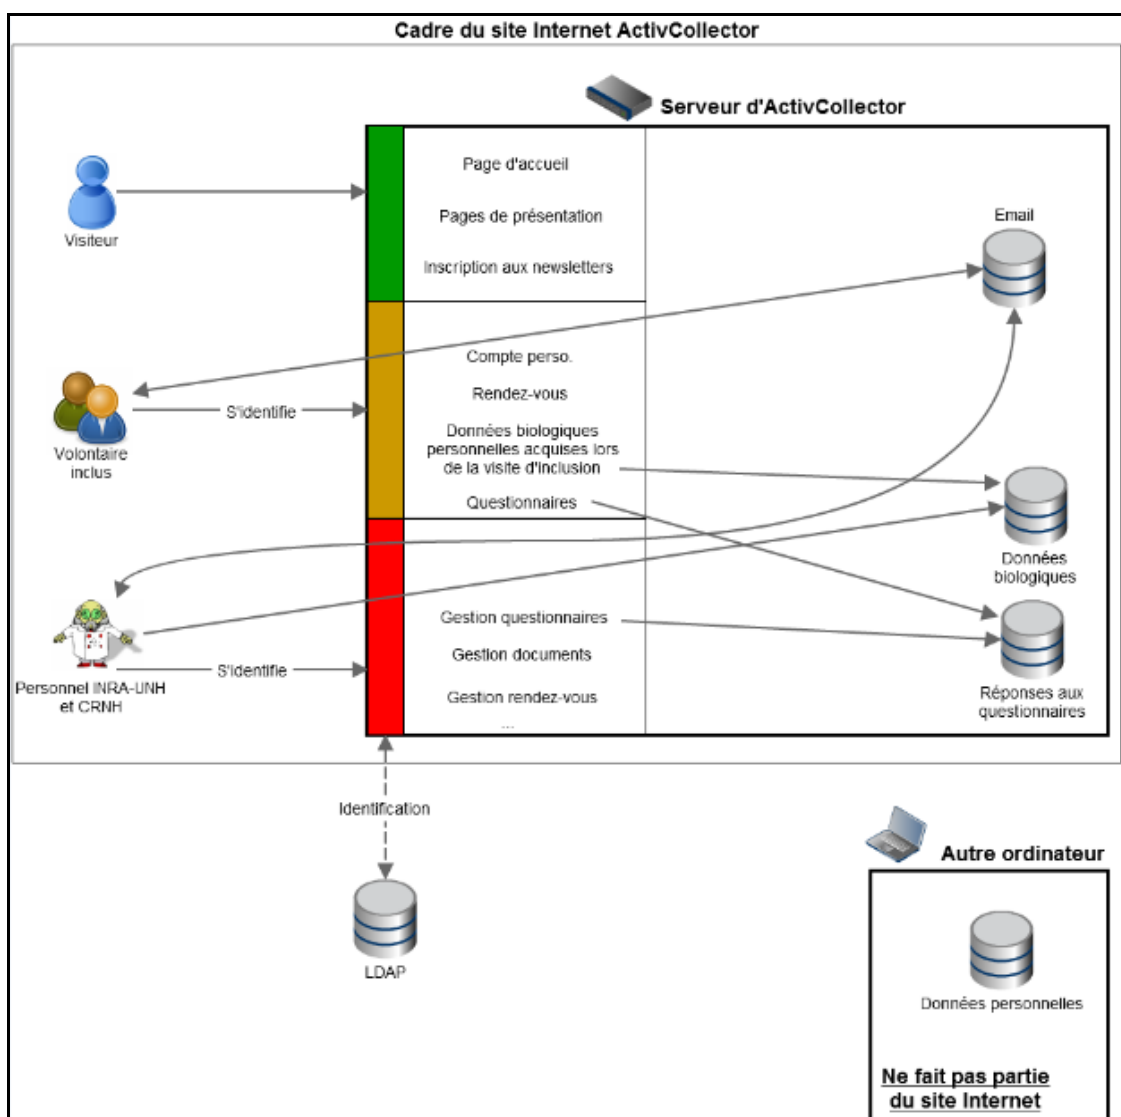 Cadre du site Internet ActivCollector
Serveur d'ActivCollector
Page d'accueil
Visiteur
Pages de présentation
Email
Inscription aux newsletters
Compte perso.
Rendez-vous
S'identifie
Volontaire
inclus
Données biologiques
personnelles acquises lors
de la visite d'inclusion
Questionnaires
Données
biologiques
Gestion questionnaires
Gestion documents
S'identifie
Personnel INRA-UNH
et CRNH
Gestion rendez-vous
...
Réponses aux
questionnaires
Identification
LDAP
Autre ordinateur
Données personnelles
Ne fait pas partie
du site Internet